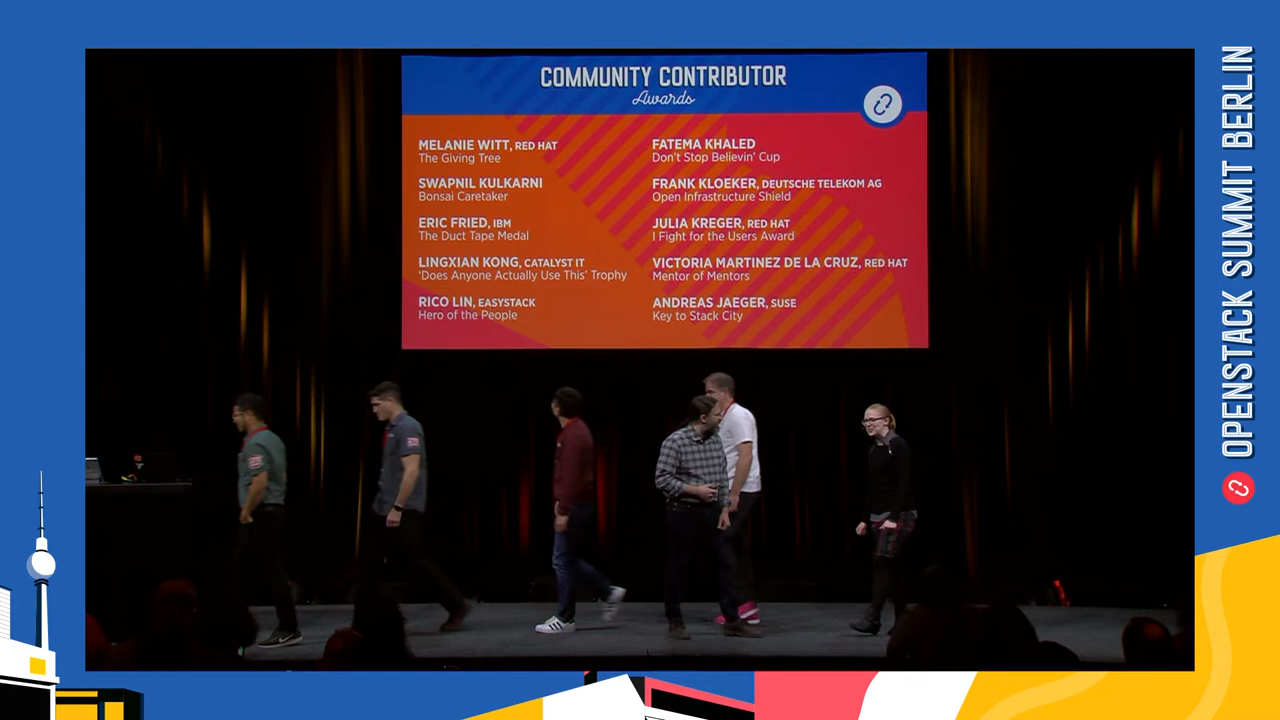 COMMUNITY CONTRIBUTOR
Awards
MELANIE WITT, RED HAT
The Giving Tree
SWAPNIL KULKARNI
Bonsai Caretaker
ERIC FRIED, IBM
The Duct Tape Medal
LINGXIAN KONG, CATALYST IT
'Does Anyone Actually Use This' Trophy
RICO LIN, EASYSTACK
Hero of the People
FATEMA KHALED
Don't Stop Believin' Cup
FRANK KLOEKER, DEUTSCHE TELEKOM AG
Open Infrastructure Shield
JULIA KREGER, RED HAT
I Fight for the Users Award
VICTORIA MARTINEZ DE LA CRUZ, RED HAT
Mentor of Mentors
ANDREAS JAEGER, SUSE
Key to Stack City
OPENSTACK SUMMIT BERLIN